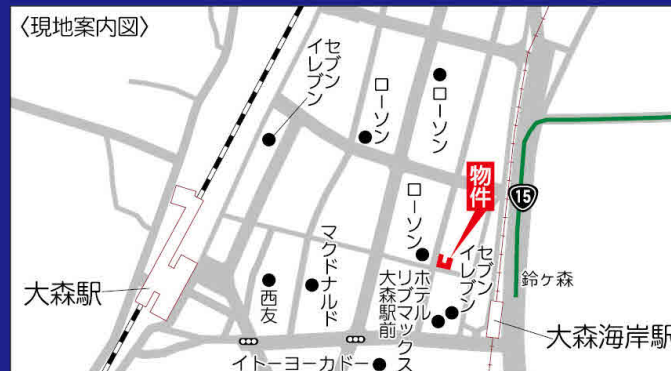 〈現地案内図〉
セブン
イレブン
ローソン
ローソン
物件
15
ローソン
セブン
イレブン
マクドナルド
西友
ホテル
リブマックス
大森駅前
鈴ヶ森
大森駅
大森海岸駅
イトーヨーカドー